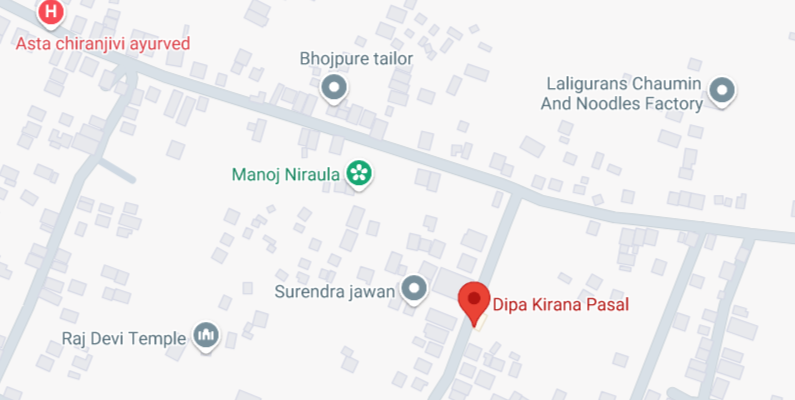 H
Asta chiranjivi ayurved
Bhojpure tailor
Laligurans Chaumin
And Noodles Factory
Manoj Niraula
Surendra jawan
Dipa Kirana Pasal
Raj Devi Temple